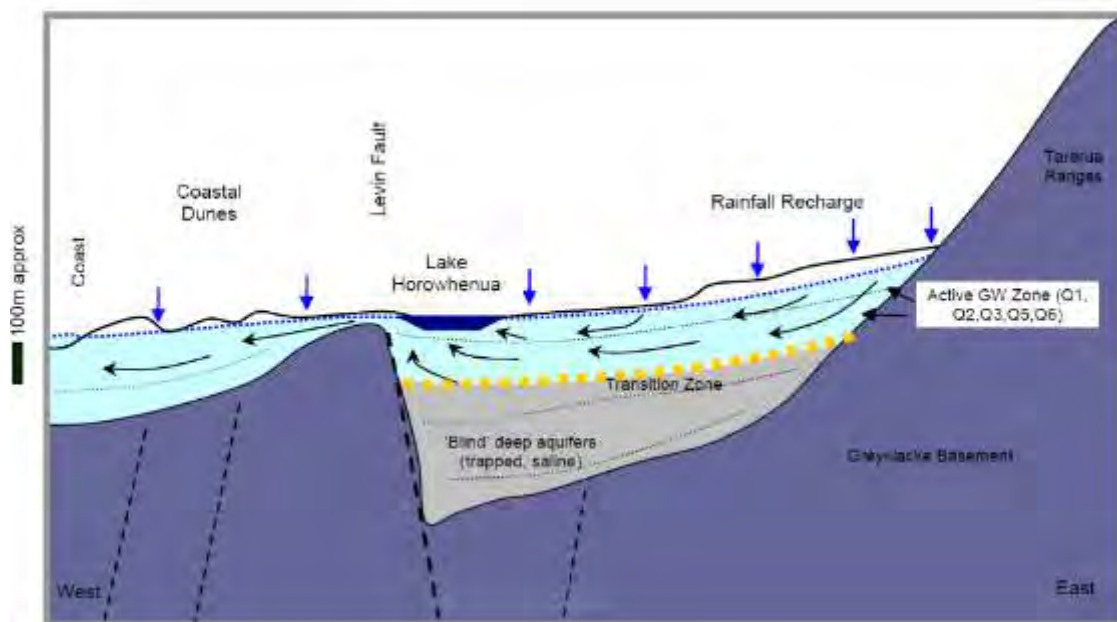 Tararua
Ranges
Levin Fault
Coastal
Dunes
Rainfall Recharge
Coast
Lake
Horowhenua
100m approx
Active GW Zone (Q1,
Q2,Q3,Q5,Q6)
Transition Zone
'Blind' deep aquifers
(trapped, saline)
Greywacke Basement
West
East